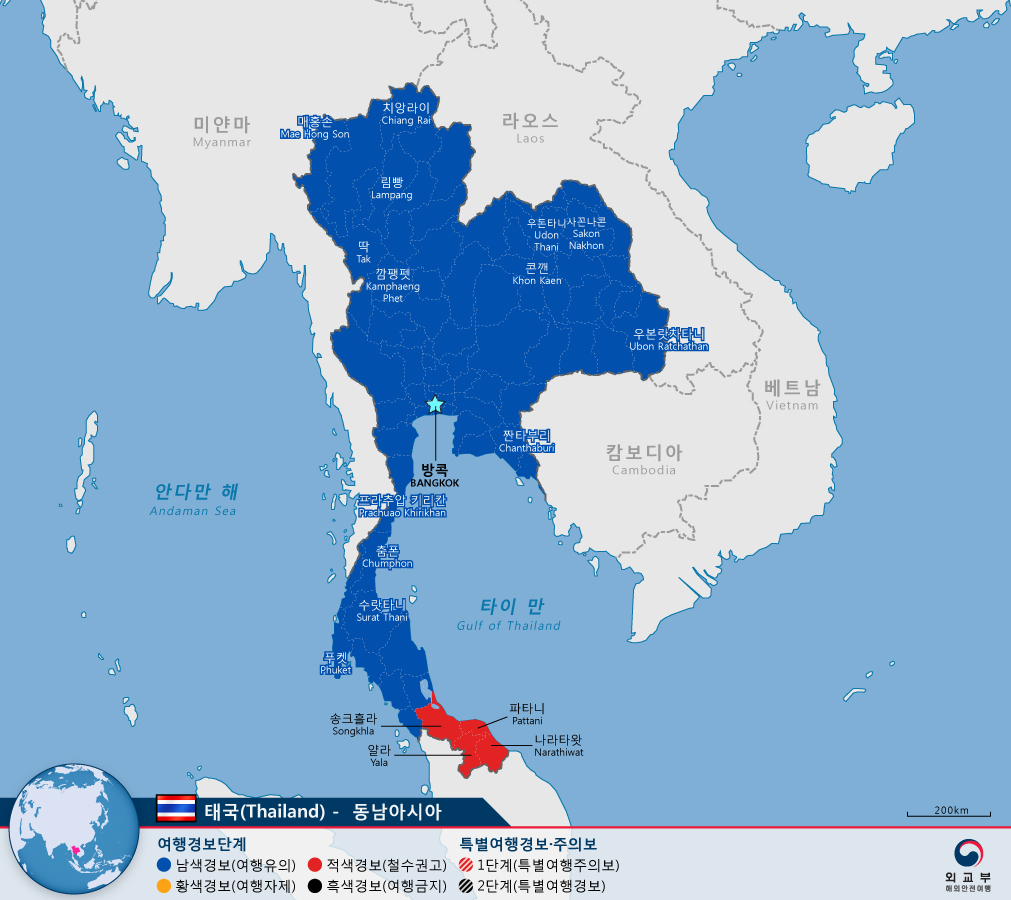 치앙라이
Chiang Rai
매홍손
Mae Hong Son
미얀마
Myanmar
라오스
Laos
림빵
Lampang
우돈타니
Udon
Thani
사꼰나콘
Sakon
Nakhon
딱
Tak
깜팽펫
Kamphaeng
Phet
콘깬
Khon Kaen
우본랏차타니
Ubon Ratchathan
베트남
Vietnam
짠타부리
Chanthaburi
캄보디아
Cambodia
방콕
BANGKOK
안다만 해
Andaman Sea
프라추압 키리칸
Prachuao Khirikhan
춤폰
Chumphon
수랏타니
Surat Thani
타이 만
Gulf of Thailand
푸켓
Phuket
송크홀라
Songkhla
파타니
Pattani
나라타왓
Narathiwat
얄라
Yala
200km
태국(Thailand) - 동남아시아
여행경보단계
남색경보(여행유의)
적색경보(철수권고)
황색경보(여행자제)
흑색경보(여행금지)
특별여행경보·주의보
1단계(특별여행주의보)
2단계(특별여행경보)
외교부
해외안전여행